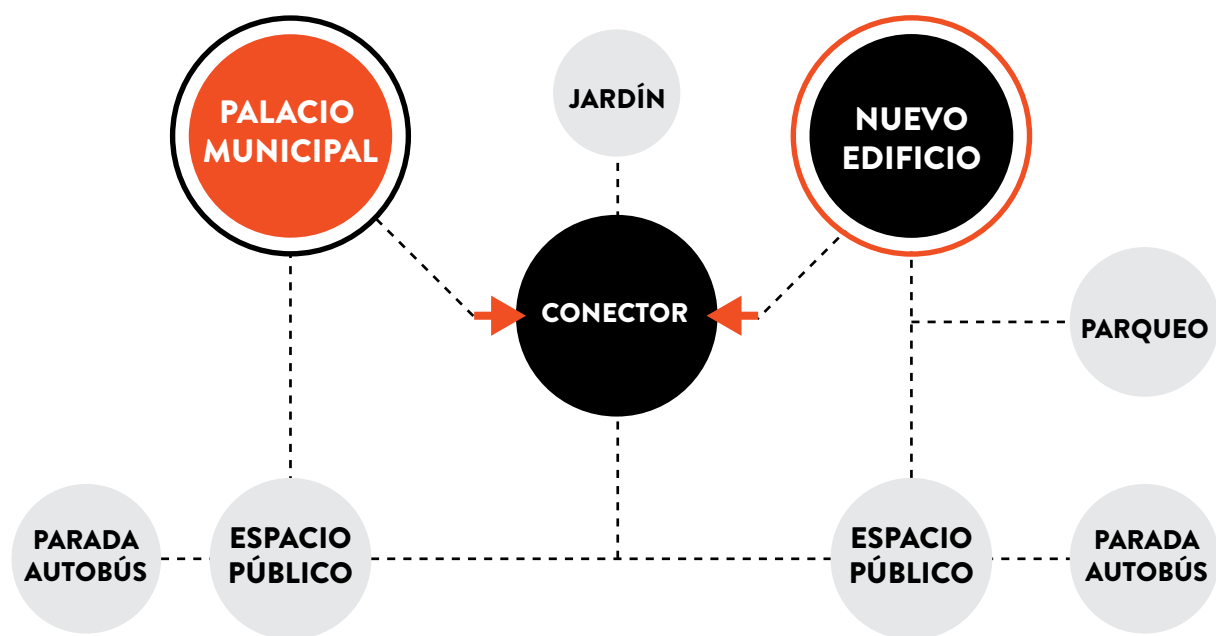 PALACIO
MUNICIPAL
JARDÍN
NUEVO
EDIFICIO
CONECTOR
PARQUEO
PARADA
AUTOBÚS
ESPACIO
PÚBLICO
ESPACIO
PÚBLICO
PARADA
AUTOBÚS